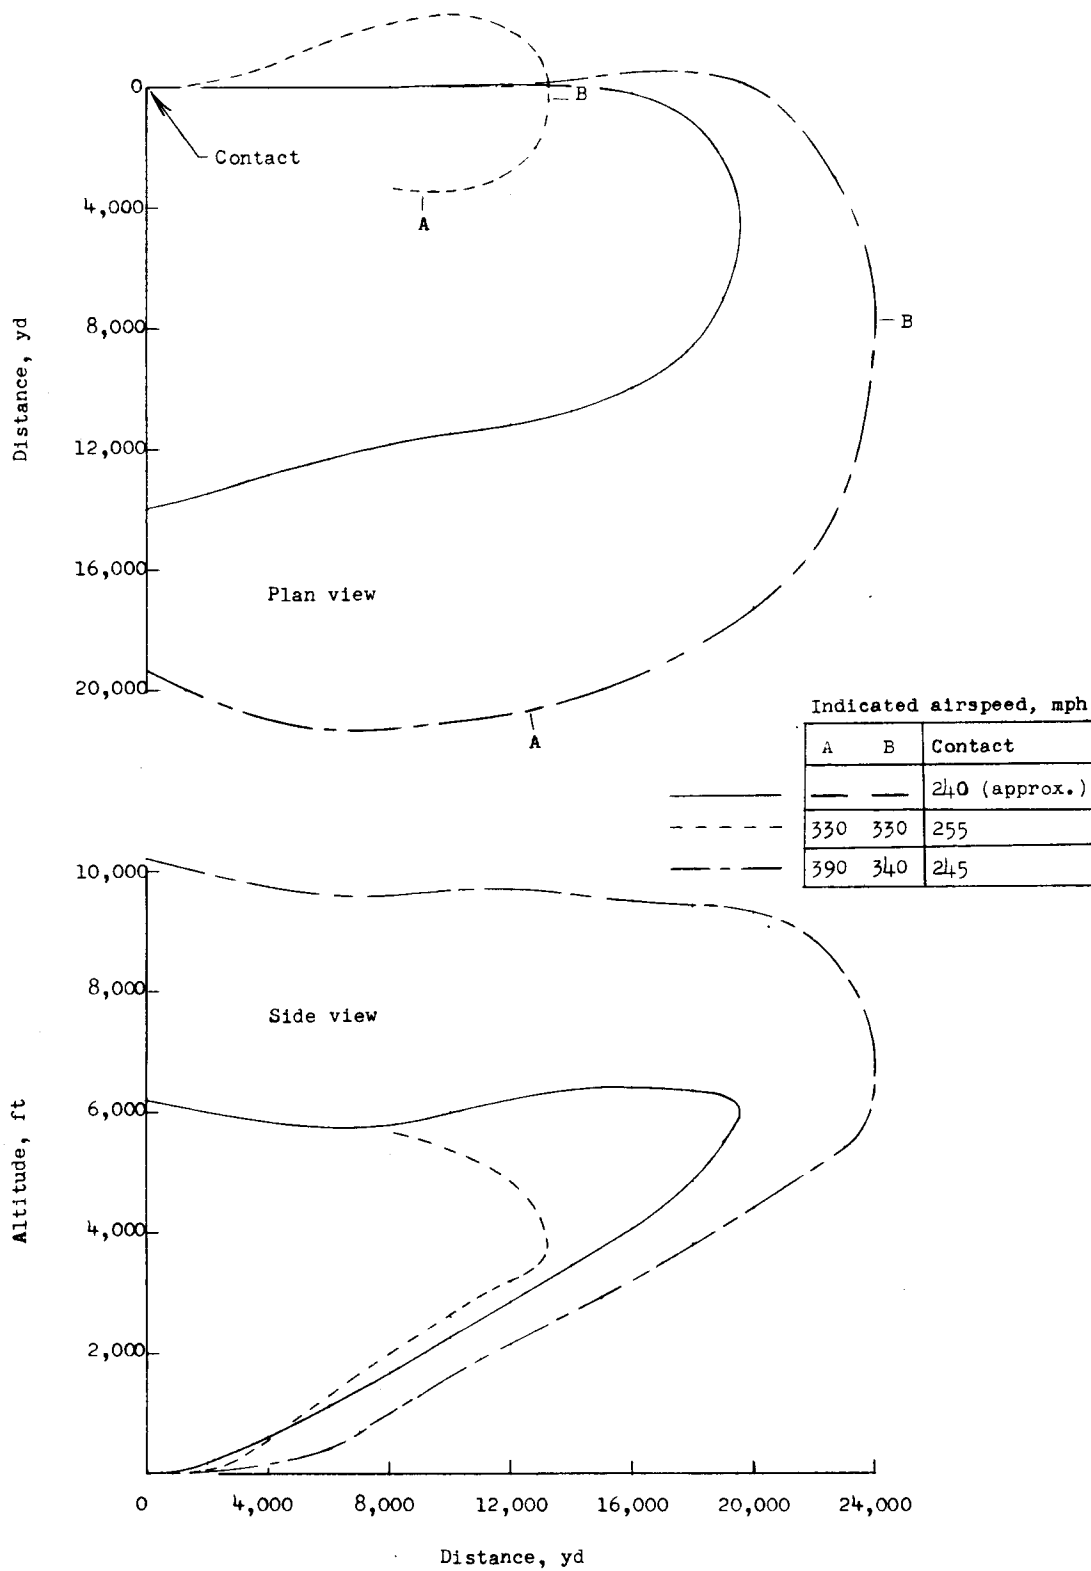 0
B
Contact
4,000
A
8,000
B
Distance, yd
12,000
16,000
Plan view
20,000
A
Indicated airspeed, mph
A B Contact
— — 240 (approx.)
330 330 255
390 340 245
10,000
8,000
Side view
6,000
Altitude, ft
4,000
2,000
0 4,000 8,000 12,000 16,000 20,000 24,000
Distance, yd